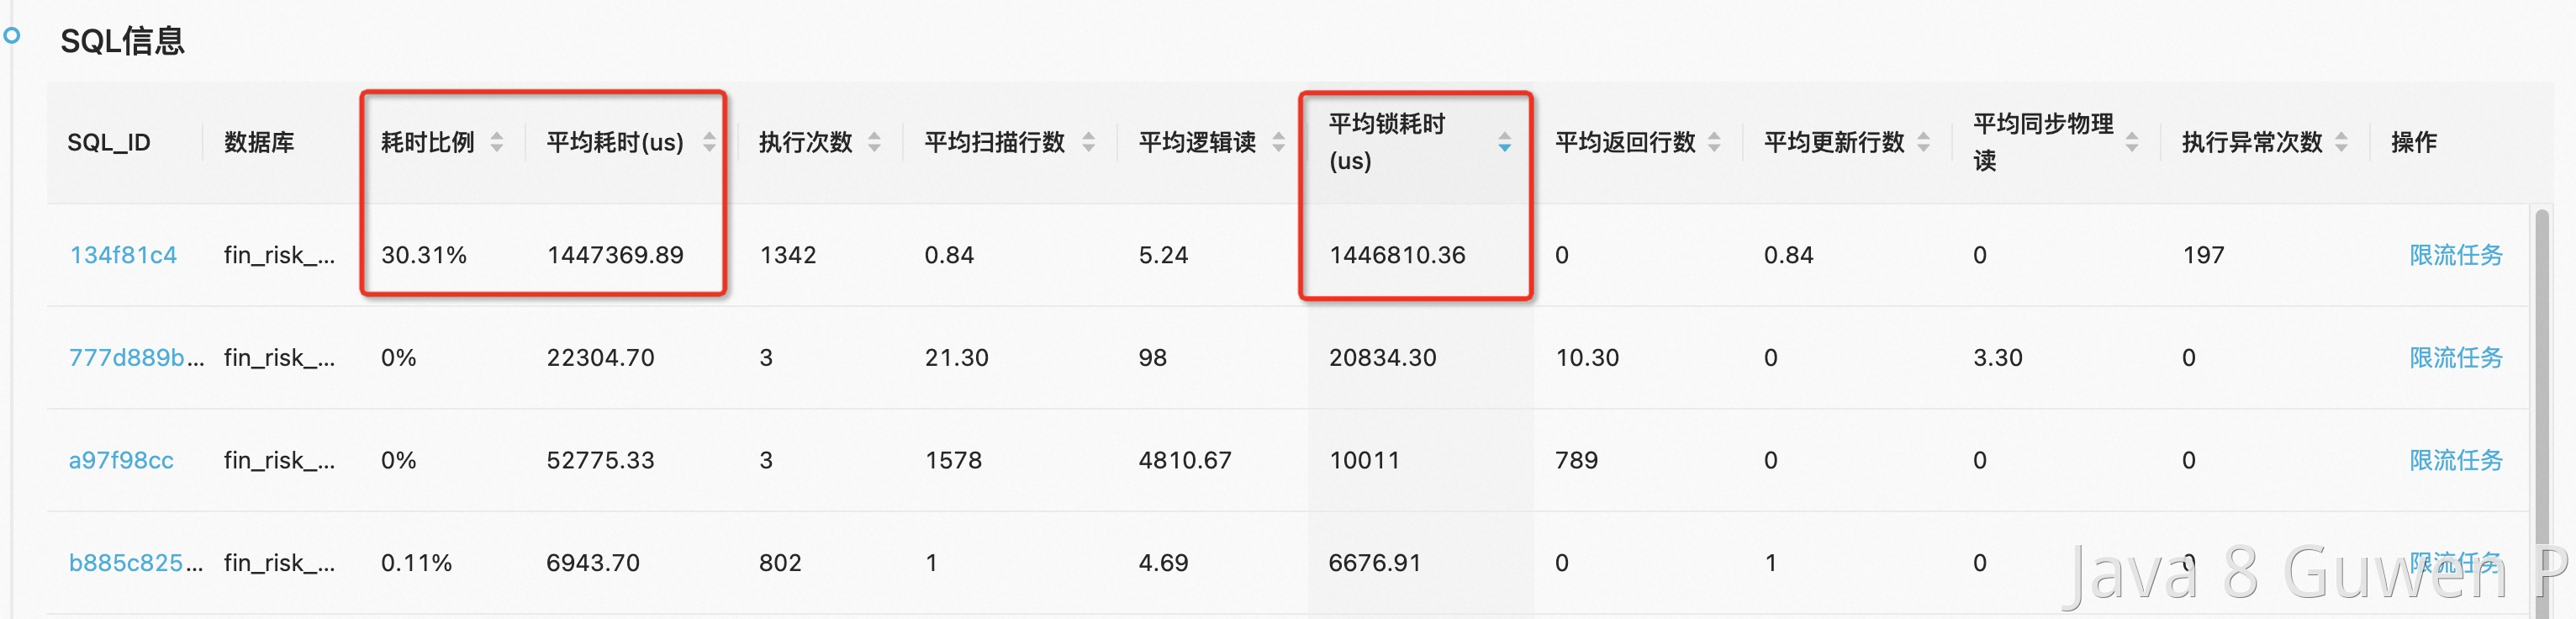 SQL信息
SQL_ID 数据库 耗时比例 平均耗时(us) 执行次数 平均扫描行数 平均逻辑读 平均锁耗时(us) 平均返回行数 平均更新行数 平均同步物理读 执行异常次数 操作
134f81c4 fin_risk_... 30.31% 1447369.89 1342 0.84 5.24 1446810.36 0 0.84 0 197 限流任务
777d889b... fin_risk_... 0% 22304.70 3 21.30 98 20834.30 10.30 0 3.30 0 限流任务
a97f98cc fin_risk_... 0% 52775.33 3 1578 4810.67 10011 789 0 0 0 限流任务
b885c825... fin_risk_... 0.11% 6943.70 802 1 4.69 6676.91 0 1 0 0 限流任务
Java 8 Guwen P